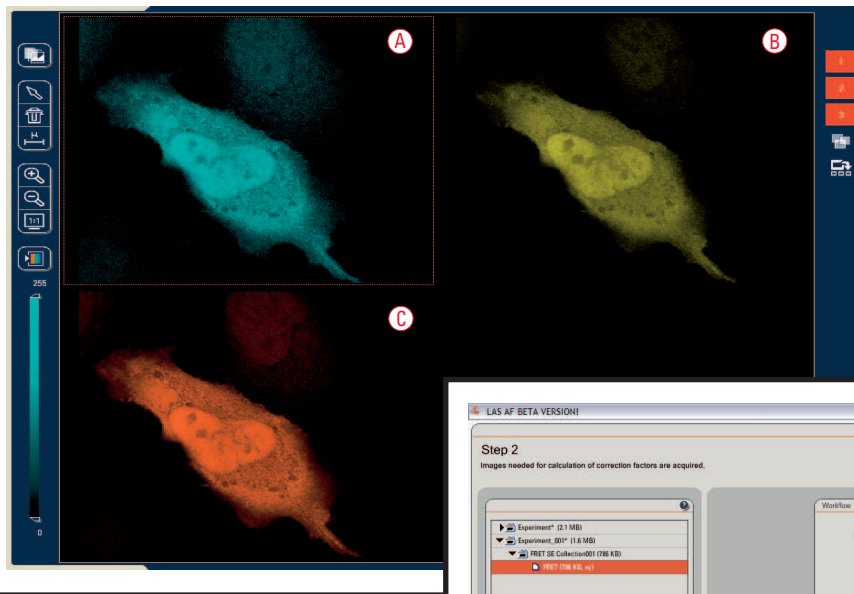 A
B
C
1
2
3
µ
1:1
255
0
LAS AF BETA VERSION!
Step 2
Images needed for calculation of correction factors are acquired.
?
Workflow
Experiment* (2.1 MB)
Experiment_001* (1.6 MB)
FRET SE Collection001 (786 KB)
FRET (786 KB, xy)